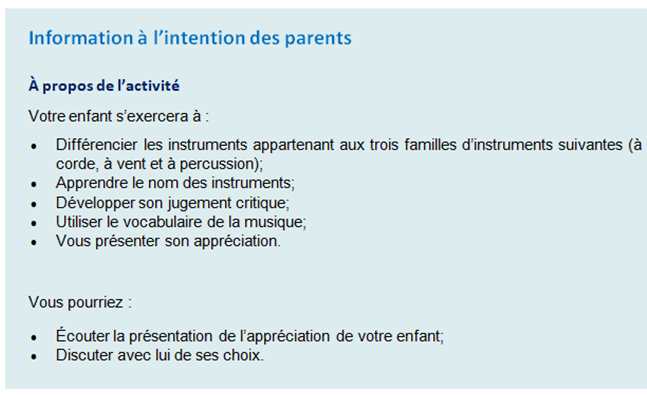 Information à l’intention des parents
À propos de l’activité
Votre enfant s’exercera à :
• Différencier les instruments appartenant aux trois familles d’instruments suivantes (à
corde, à vent et à percussion);
• Apprendre le nom des instruments;
• Développer son jugement critique;
• Utiliser le vocabulaire de la musique;
• Vous présenter son appréciation.
Vous pourriez :
• Écouter la présentation de l’appréciation de votre enfant;
• Discuter avec lui de ses choix.